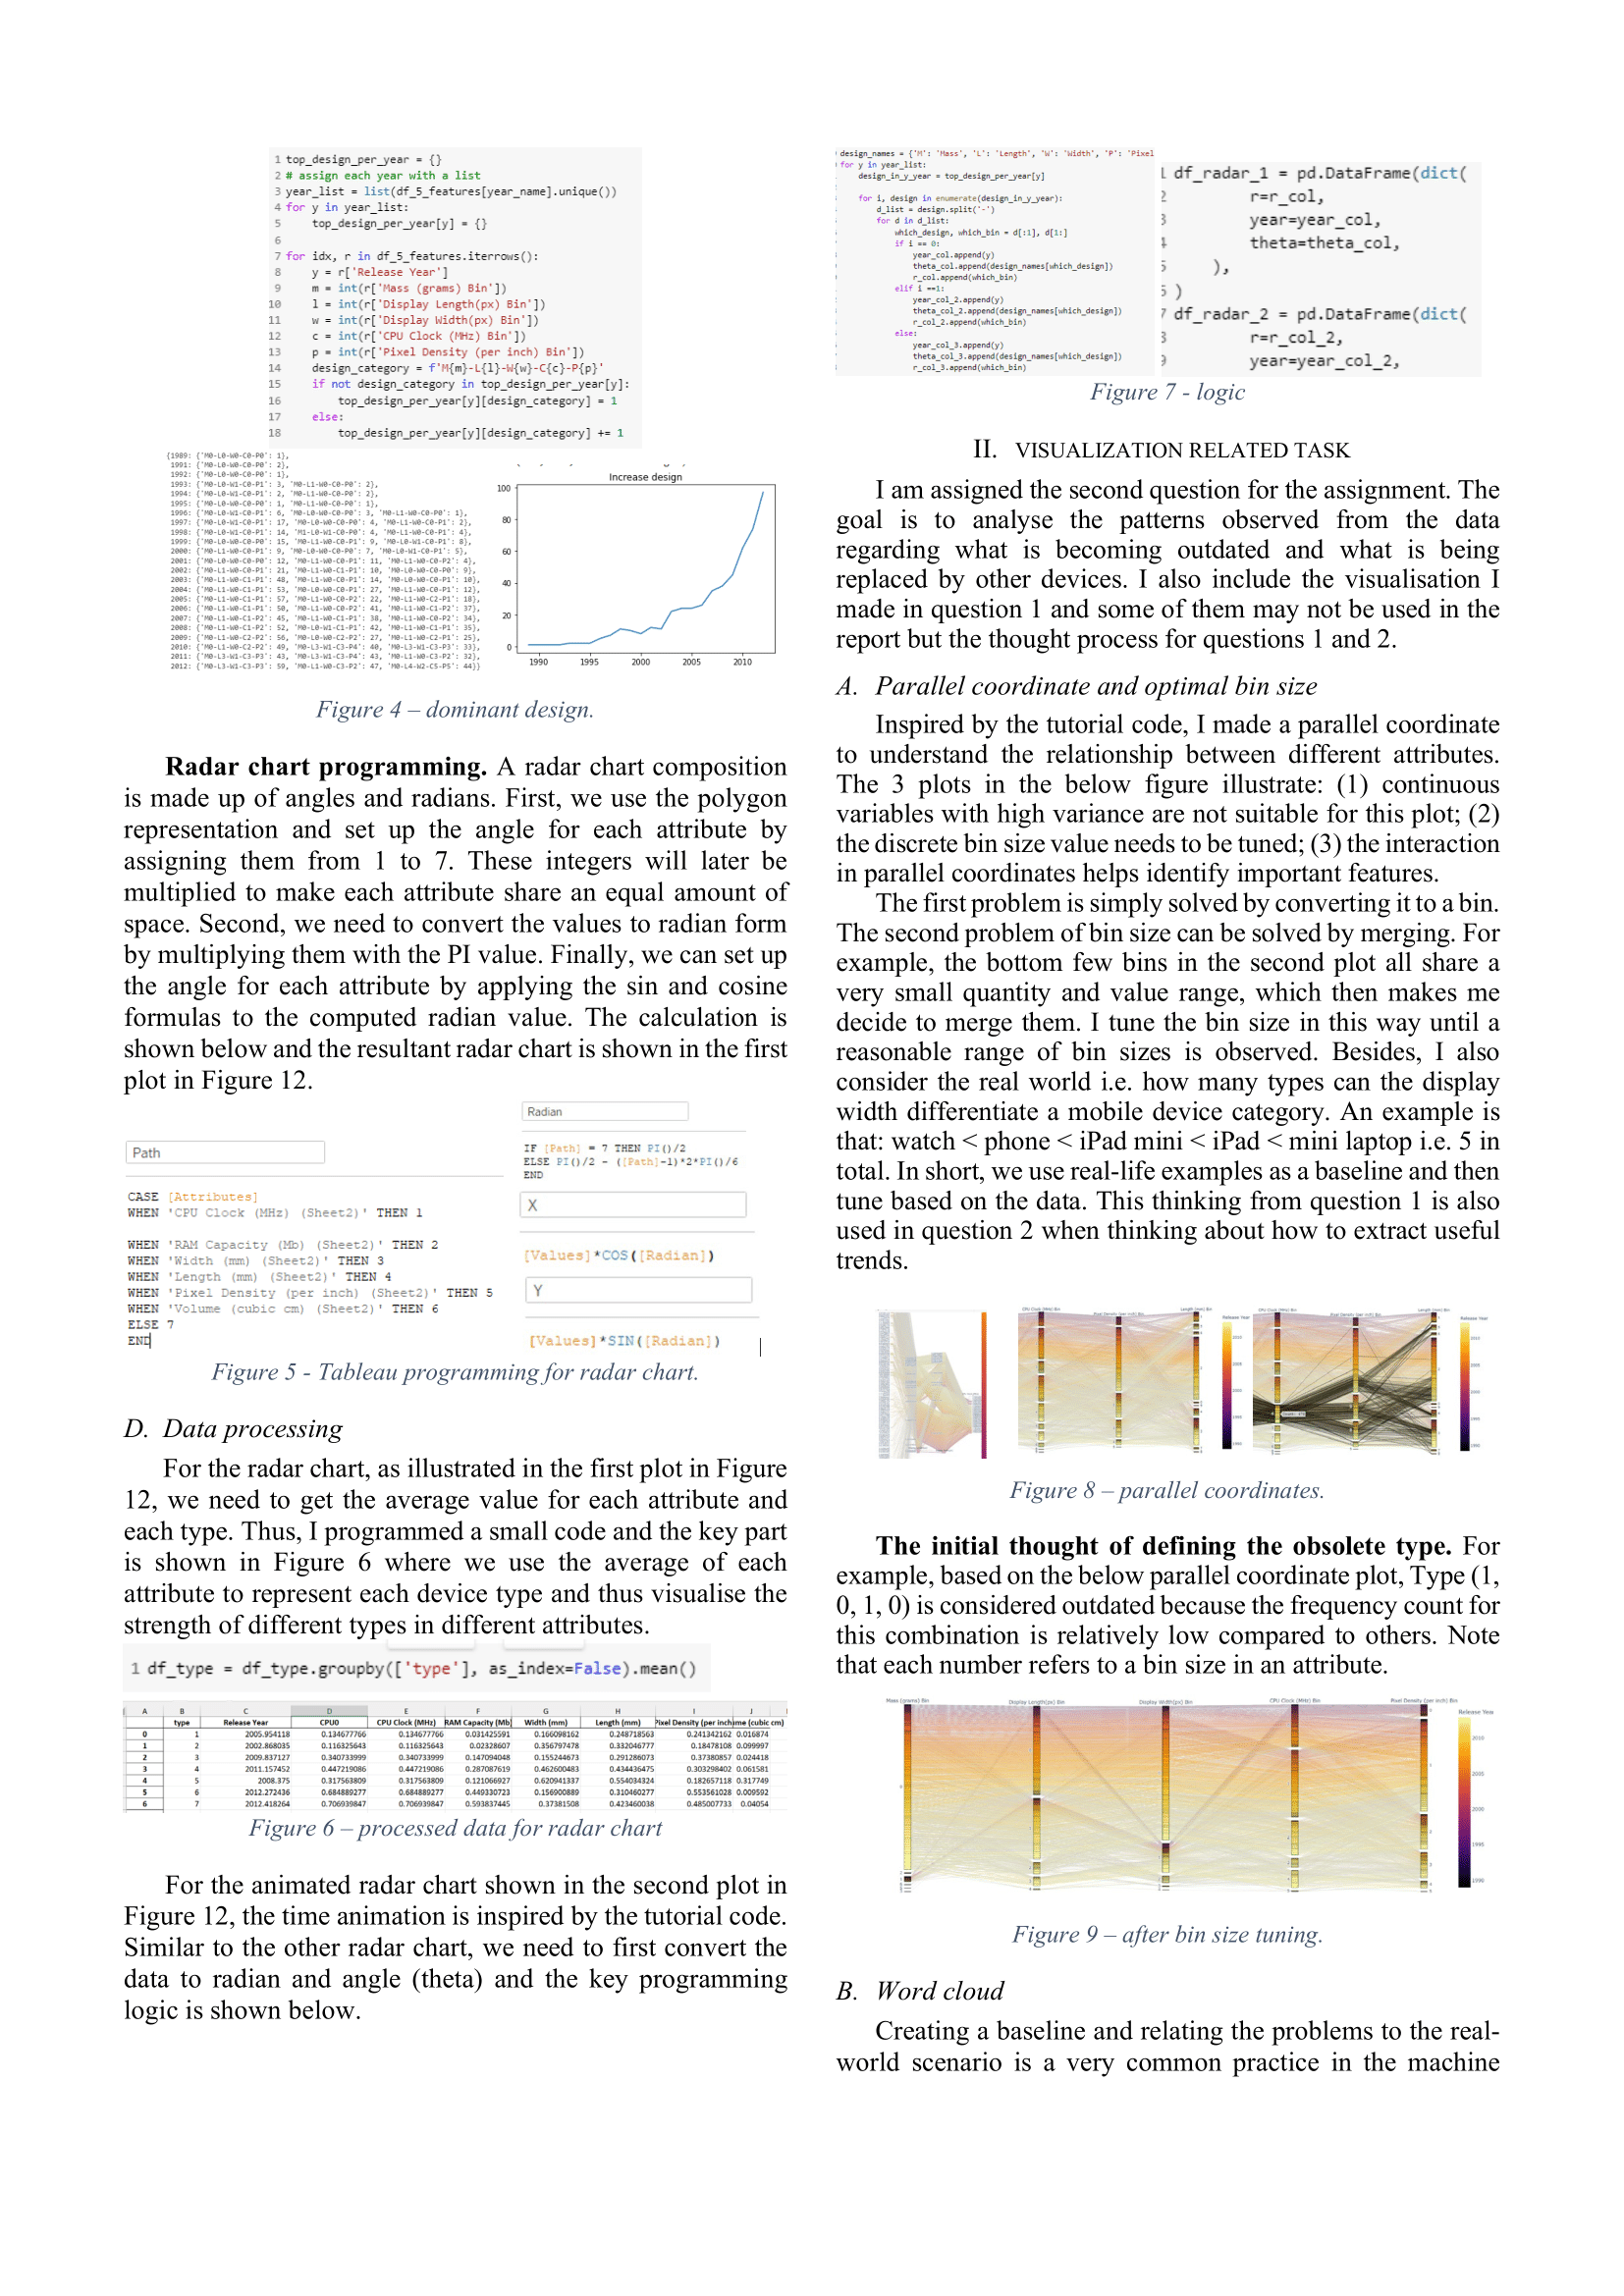 1 top_design_per_year = {}
2 # assign each year with a list
3 year_list = list(df_5_features[year_name].unique())
4 for y in year_list:
5 top_design_per_year[y] = {}
6
7 for idx, r in df_5_features.iterrows():
8 y = r['Release Year']
9 m = int(r['Mass (grams) Bin'])
10 l = int(r['Display Length(px) Bin'])
11 w = int(r['Display Width(px) Bin'])
12 c = int(r['CPU Clock (MHz) Bin'])
13 p = int(r['Pixel Density (per inch) Bin'])
14 design_category = f'M{m}-L{l}-W{w}-C{c}-P{p}'
15 if not design_category in top_design_per_year[y]:
16 top_design_per_year[y][design_category] = 1
17 else:
18 top_design_per_year[y][design_category] += 1
Increase design
100
80
60
40
20
0
1990 1995 2000 2005 2010
Figure 4 – dominant design.
Radar chart programming. A radar chart composition
is made up of angles and radians. First, we use the polygon
representation and set up the angle for each attribute by
assigning them from 1 to 7. These integers will later be
multiplied to make each attribute share an equal amount of
space. Second, we need to convert the values to radian form
by multiplying them with the PI value. Finally, we can set up
the angle for each attribute by applying the sin and cosine
formulas to the computed radian value. The calculation is
shown below and the resultant radar chart is shown in the first
plot in Figure 12.
Path
CASE [Attributes]
WHEN 'CPU Clock (MHz) (Sheet2)' THEN 1
WHEN 'RAM Capacity (Mb) (Sheet2)' THEN 2
WHEN 'Width (mm) (Sheet2)' THEN 3
WHEN 'Length (mm) (Sheet2)' THEN 4
WHEN 'Pixel Density (per inch) (Sheet2)' THEN 5
WHEN 'Volume (cubic cm) (Sheet2)' THEN 6
ELSE 7
END
Radian
IF [Path] = 7 THEN PI()/2
ELSE PI()/2 - ([Path]-1)*2*PI()/6
END
X
[Values]*COS([Radian])
Y
[Values]*SIN([Radian])
Figure 5 - Tableau programming for radar chart.
D. Data processing
For the radar chart, as illustrated in the first plot in Figure
12, we need to get the average value for each attribute and
each type. Thus, I programmed a small code and the key part
is shown in Figure 6 where we use the average of each
attribute to represent each device type and thus visualise the
strength of different types in different attributes.
1 df_type = df_type.groupby(['type'], as_index=False).mean()
A B C D E F G H I J
type Release Year CPU0 CPU Clock (MHz) RAM Capacity (Mb) Width (mm) Length (mm) Pixel Density (per inch) me (cubic cm)
0 1 2005.954118 0.134677766 0.134677766 0.031425591 0.166098162 0.248718563 0.241342162 0.016874
1 2 2002.868035 0.116325643 0.116325643 0.02328607 0.356797478 0.332046777 0.18478108 0.099997
2 3 2009.837127 0.340733999 0.340733999 0.147094048 0.155244673 0.291286073 0.37380857 0.024418
3 4 2011.157452 0.447219086 0.447219086 0.287087619 0.462600483 0.434436475 0.303298402 0.061581
4 5 2008.375 0.317563809 0.317563809 0.121066927 0.620941337 0.554034324 0.182657118 0.317749
5 6 2012.272436 0.684889277 0.684889277 0.449330723 0.156900889 0.310460277 0.553561028 0.009592
6 7 2012.418264 0.706939847 0.706939847 0.593837445 0.37381508 0.423460038 0.485007733 0.04054
Figure 6 – processed data for radar chart
For the animated radar chart shown in the second plot in
Figure 12, the time animation is inspired by the tutorial code.
Similar to the other radar chart, we need to first convert the
data to radian and angle (theta) and the key programming
logic is shown below.
design_names = {'M': 'Mass', 'L': 'Length', 'W': 'Width', 'P': 'Pixel
for y in year_list:
design_in_y_year = top_design_per_year[y]
for i, design in enumerate(design_in_y_year):
d_list = design.split('-')
for d in d_list:
which_design, which_bin = d[:1], d[1:]
if i == 0:
year_col.append(y)
theta_col.append(design_names[which_design])
r_col.append(which_bin)
elif i ==1:
year_col_2.append(y)
theta_col_2.append(design_names[which_design])
r_col_2.append(which_bin)
else:
year_col_3.append(y)
theta_col_3.append(design_names[which_design])
r_col_3.append(which_bin)
1 df_radar_1 = pd.DataFrame(dict(
2 r=r_col,
3 year=year_col,
4 theta=theta_col,
5 ),
6 )
7 df_radar_2 = pd.DataFrame(dict(
8 r=r_col_2,
9 year=year_col_2,
Figure 7 - logic
II. VISUALIZATION RELATED TASK
I am assigned the second question for the assignment. The
goal is to analyse the patterns observed from the data
regarding what is becoming outdated and what is being
replaced by other devices. I also include the visualisation I
made in question 1 and some of them may not be used in the
report but the thought process for questions 1 and 2.
A. Parallel coordinate and optimal bin size
Inspired by the tutorial code, I made a parallel coordinate
to understand the relationship between different attributes.
The 3 plots in the below figure illustrate: (1) continuous
variables with high variance are not suitable for this plot; (2)
the discrete bin size value needs to be tuned; (3) the interaction
in parallel coordinates helps identify important features.
The first problem is simply solved by converting it to a bin.
The second problem of bin size can be solved by merging. For
example, the bottom few bins in the second plot all share a
very small quantity and value range, which then makes me
decide to merge them. I tune the bin size in this way until a
reasonable range of bin sizes is observed. Besides, I also
consider the real world i.e. how many types can the display
width differentiate a mobile device category. An example is
that: watch < phone < iPad mini < iPad < mini laptop i.e. 5 in
total. In short, we use real-life examples as a baseline and then
tune based on the data. This thinking from question 1 is also
used in question 2 when thinking about how to extract useful
trends.
Figure 8 – parallel coordinates.
The initial thought of defining the obsolete type. For
example, based on the below parallel coordinate plot, Type (1,
0, 1, 0) is considered outdated because the frequency count for
this combination is relatively low compared to others. Note
that each number refers to a bin size in an attribute.
Mass (grams) Bin Display Length(px) Bin Display Width(px) Bin CPU Clock (MHz) Bin Pixel Density (per inch) Bin
Release Year
2010
2005
2000
1995
1990
Figure 9 – after bin size tuning.
B. Word cloud
Creating a baseline and relating the problems to the real-
world scenario is a very common practice in the machine